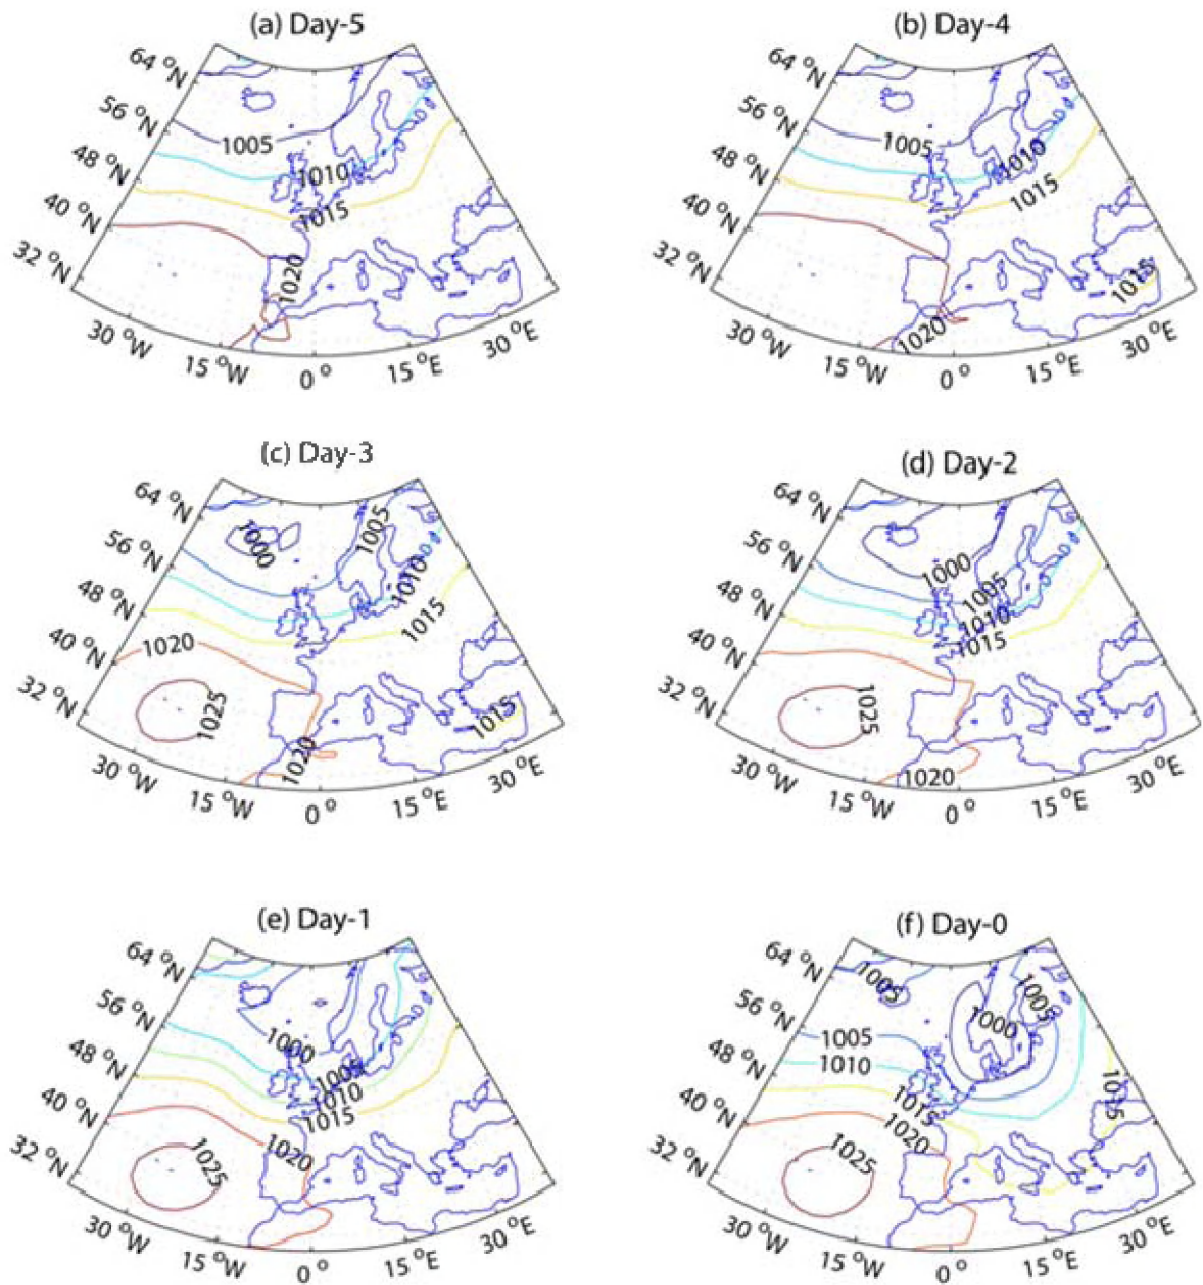 (a) Day-5
64 °N
56 °N
48 °N
40 °N
32 °N
1005
1010
1015
1020
30 °W
15 °W
0 °
15 °E
30 °E
(b) Day-4
64 °N
56 °N
48 °N
40 °N
32 °N
1005
1010
1015
1015
1020
30 °W
15 °W
0 °
15 °E
30 °E
(c) Day-3
64 °N
56 °N
48 °N
40 °N
32 °N
1000
1005
1010
1015
1020
1025
1015
1020
30 °W
15 °W
0 °
15 °E
30 °E
(d) Day-2
64 °N
56 °N
48 °N
40 °N
32 °N
1000
1005
1010
1015
1025
1020
30 °W
15 °W
0 °
15 °E
30 °E
(e) Day-1
64 °N
56 °N
48 °N
40 °N
32 °N
1000
1005
1010
1015
1020
1025
30 °W
15 °W
0 °
15 °E
30 °E
(f) Day-0
64 °N
56 °N
48 °N
40 °N
32 °N
1005
1005
1000
1005
1010
1015
1015
1020
1025
30 °W
15 °W
0 °
15 °E
30 °E